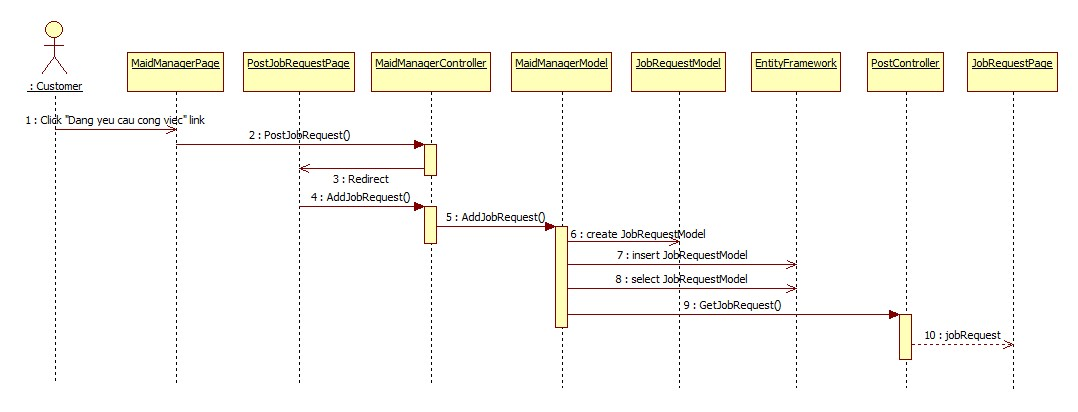 MaidManagerPage
PostJobRequestPage
MaidManagerController
MaidManagerModel
JobRequestModel
EntityFramework
PostController
JobRequestPage
: Customer
1 : Click "Dang yeu cau cong viec" link
2 : PostJobRequest()
3 : Redirect
4 : AddJobRequest()
5 : AddJobRequest()
6 : create JobRequestModel
7 : insert JobRequestModel
8 : select JobRequestModel
9 : GetJobRequest()
10 : jobRequest